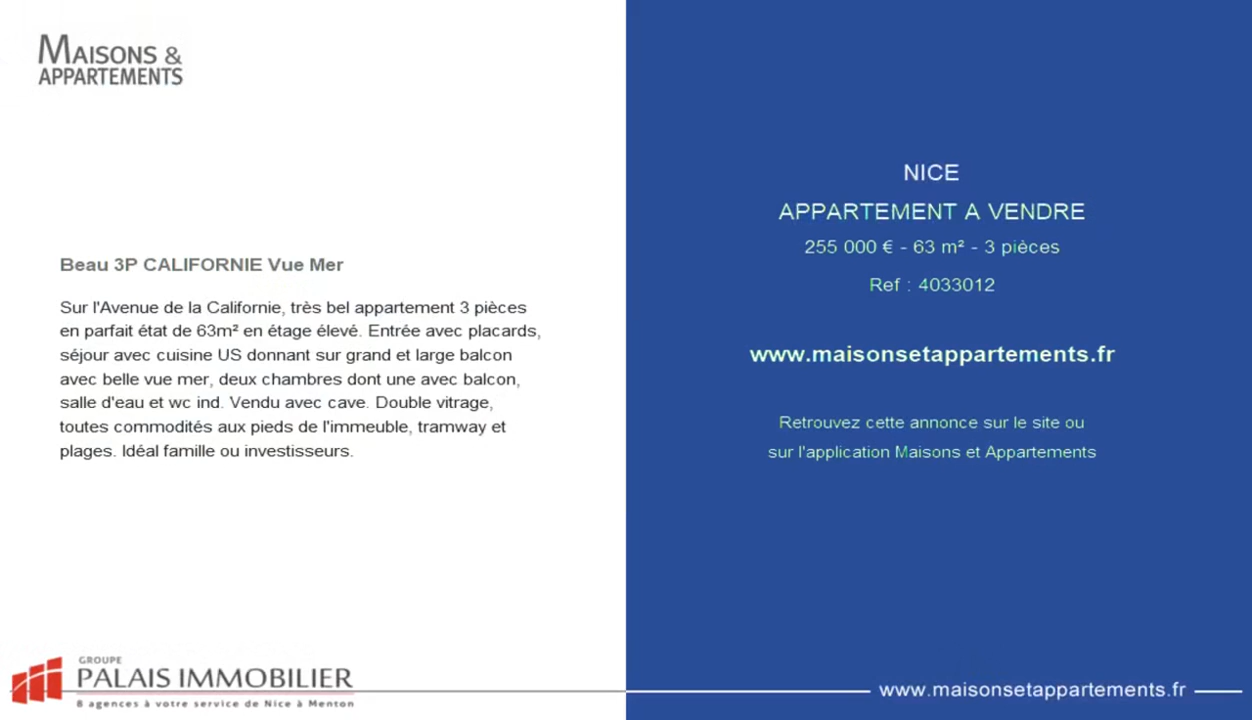 MAISONS &
APPARTEMENTS
Beau 3P CALIFORNIE Vue Mer
Sur l'Avenue de la Californie, très bel appartement 3 pièces
en parfait état de 63m² en étage élevé. Entrée avec placards,
séjour avec cuisine US donnant sur grand et large balcon
avec belle vue mer, deux chambres dont une avec balcon,
salle d'eau et wc ind. Vendu avec cave. Double vitrage,
toutes commodités aux pieds de l'immeuble, tramway et
plages. Idéal famille ou investisseurs.
GROUPE
PALAIS IMMOBILIER
8 agences à votre service de Nice à Menton
NICE
APPARTEMENT A VENDRE
255 000 € - 63 m² - 3 pièces
Ref : 4033012
www.maisonsetappartements.fr
Retrouvez cette annonce sur le site ou
sur l'application Maisons et Appartements
www.maisonsetappartements.fr